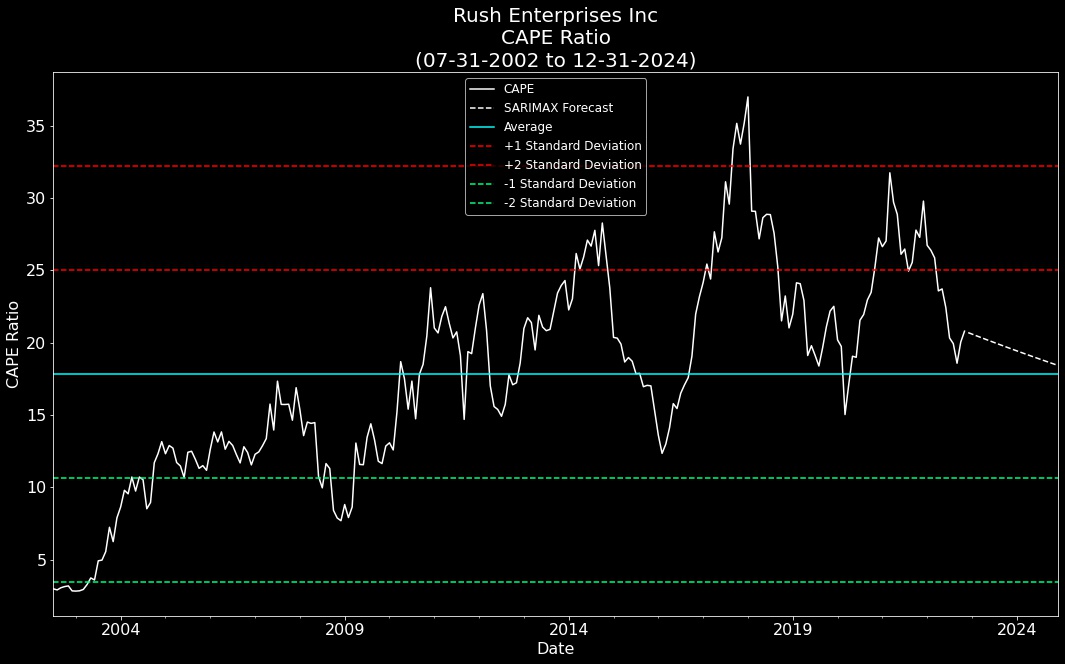 Rush Enterprises Inc
CAPE Ratio
(07-31-2002 to 12-31-2024)
CAPE
SARIMAX Forecast
Average
+1 Standard Deviation
+2 Standard Deviation
-1 Standard Deviation
-2 Standard Deviation
CAPE Ratio
35
30
25
20
15
10
5
2004
2009
2014
2019
2024
Date